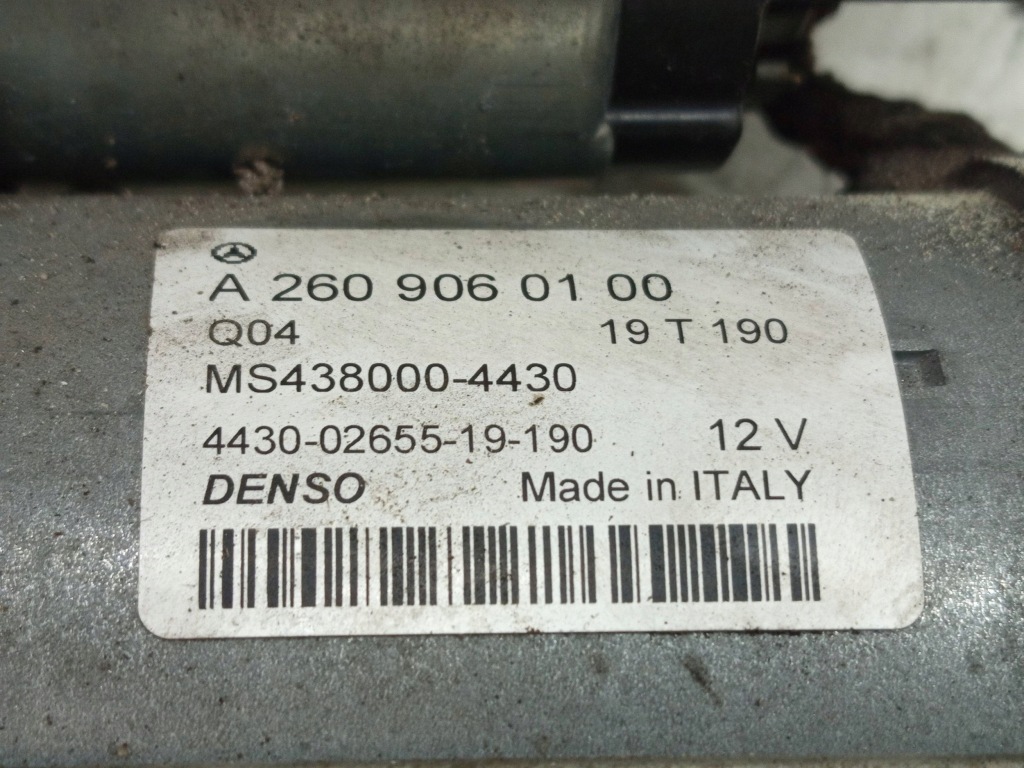 A 260 906 01 00
Q04 19 T 190
MS438000-4430
4430-02655-19-190 12 V
DENSO Made in ITALY